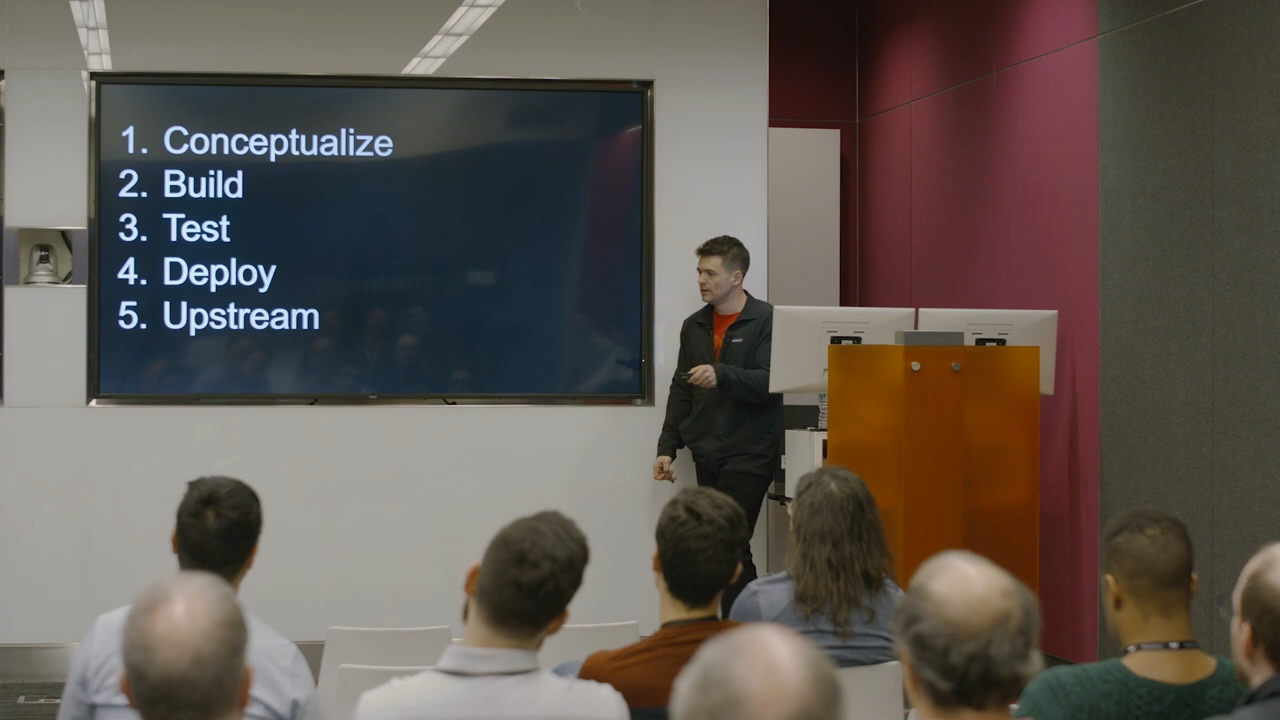 1. Conceptualize
2. Build
3. Test
4. Deploy
5. Upstream